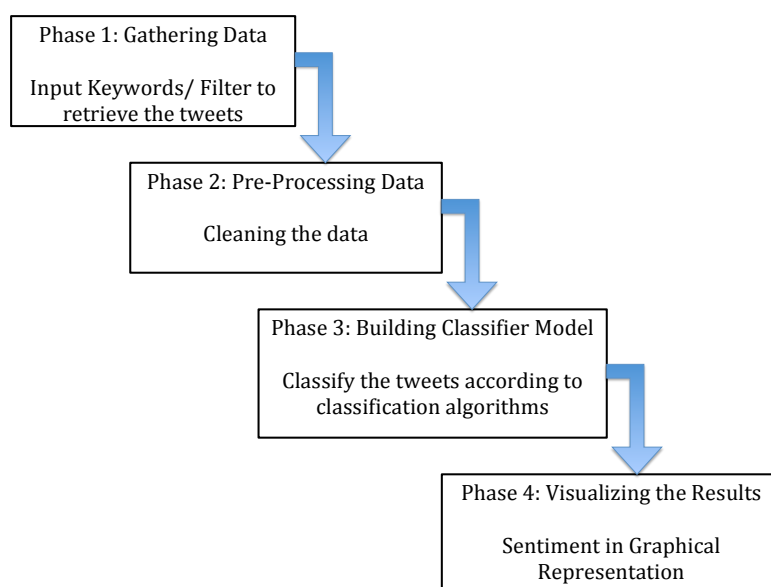 Phase 1: Gathering Data
Input Keywords/ Filter to
retrieve the tweets
Phase 2: Pre-Processing Data
Cleaning the data
Phase 3: Building Classifier Model
Classify the tweets according to
classification algorithms
Phase 4: Visualizing the Results
Sentiment in Graphical
Representation